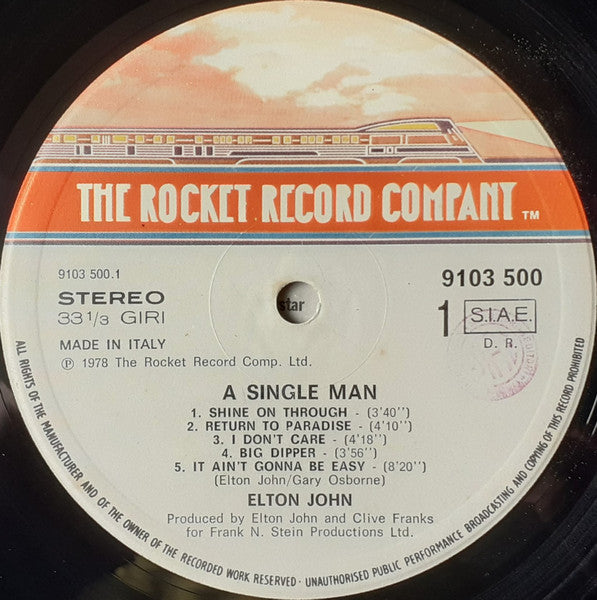 THE ROCKET RECORD COMPANY TM
9103 500.1
9103 500
STEREO
33 1/3 GIRI
1
S.I.A.E.
D. R.
MADE IN ITALY
℗ 1978 The Rocket Record Comp. Ltd.
star
A SINGLE MAN
1. SHINE ON THROUGH - (3'40'')
2. RETURN TO PARADISE - (4'10'')
3. I DON'T CARE - (4'18'')
4. BIG DIPPER - (3'56'')
5. IT AIN'T GONNA BE EASY - (8'20'')
(Elton John/Gary Osborne)
ELTON JOHN
Produced by Elton John and Clive Franks
for Frank N. Stein Productions Ltd.
ALL RIGHTS OF THE MANUFACTURER AND OF THE OWNER OF THE RECORDED WORK RESERVED · UNAUTHORISED PUBLIC PERFORMANCE BROADCASTING AND COPYING OF THIS RECORD PROHIBITED